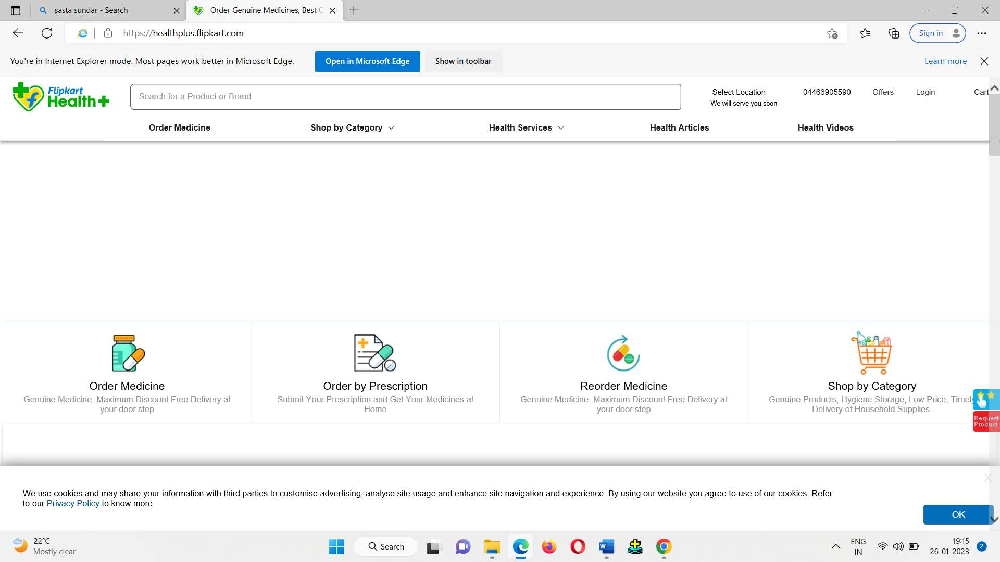 sasta sundar - Search
Order Genuine Medicines, Best O
https://healthplus.flipkart.com
Sign in
You're in Internet Explorer mode. Most pages work better in Microsoft Edge.
Open in Microsoft Edge
Show in toolbar
Learn more
Flipkart
Health+
Search for a Product or Brand
Select Location
We will serve you soon
04466905590
Offers
Login
Cart
Order Medicine
Shop by Category
Health Services
Health Articles
Health Videos
Order Medicine
Genuine Medicine. Maximum Discount Free Delivery at
your door step
Order by Prescription
Submit Your Prescription and Get Your Medicines at
Home
Reorder Medicine
Genuine Medicine. Maximum Discount Free Delivery at
your door step
Shop by Category
Genuine Products, Hygiene Storage, Low Price, Timely
Delivery of Household Supplies.
Request
Product
X
We use cookies and may share your information with third parties to customise advertising, analyse site usage and enhance site navigation and experience. By using our website you agree to use of our cookies. Refer
to our Privacy Policy to know more.
OK
22°C
Mostly clear
Search
ENG
IN
19:15
26-01-2023
2